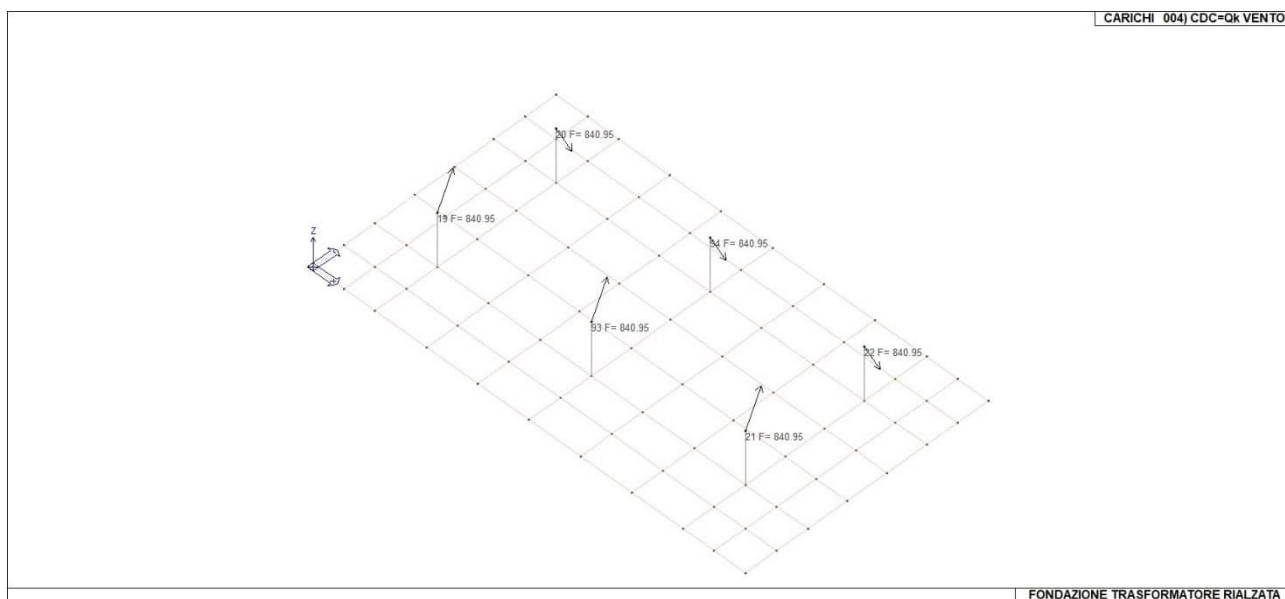 CARICHI 004) CDC=Qk VENTO
20 F= 840.95
19 F= 840.95
Z
94 F= 840.95
93 F= 840.95
22 F= 840.95
21 F= 840.95
FONDAZIONE TRASFORMATORE RIALZATA